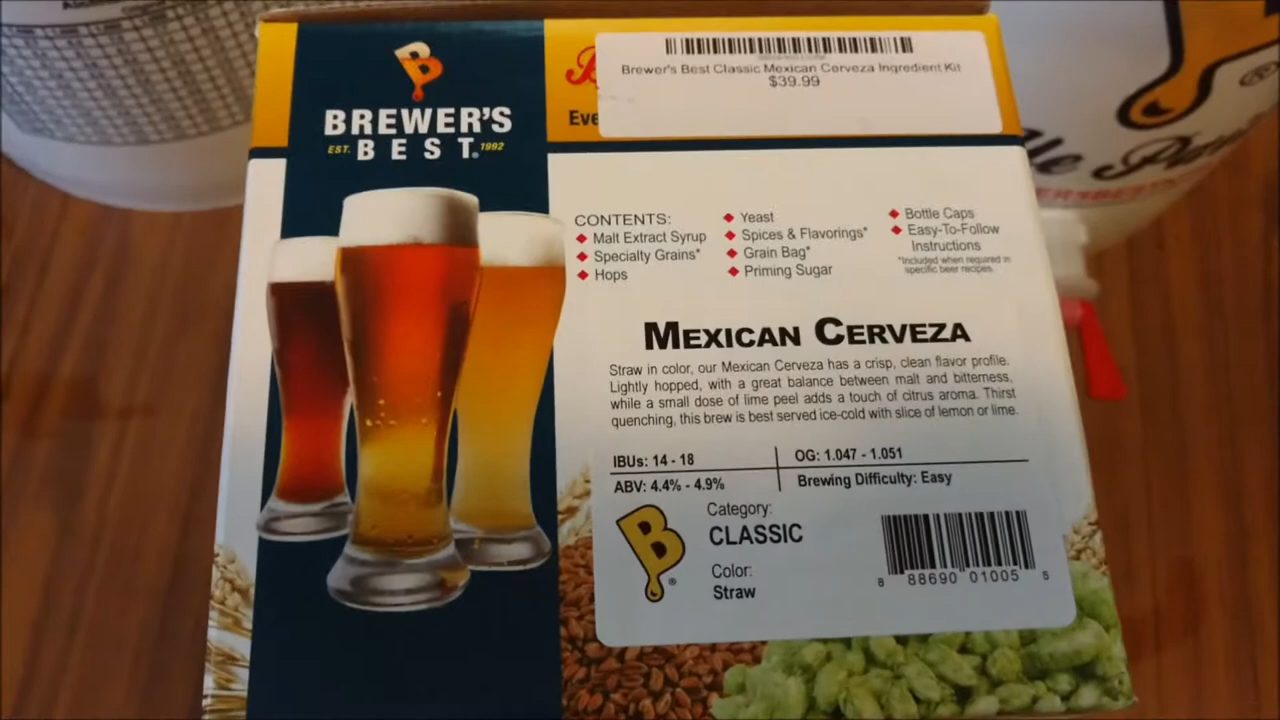 BREWER'S
EST. BEST. 1992
Brewer's Best Classic Mexican Cerveza Ingredient Kit
$39.99
Eve
CONTENTS:
Malt Extract Syrup
Specialty Grains*
Hops
Yeast
Spices & Flavorings*
Grain Bag*
Priming Sugar
Bottle Caps
Easy-To-Follow
Instructions
*Included when required in
specific beer recipes.
MEXICAN CERVEZA
Straw in color, our Mexican Cerveza has a crisp, clean flavor profile.
Lightly hopped, with a great balance between malt and bitterness,
while a small dose of lime peel adds a touch of citrus aroma. Thirst
quenching, this brew is best served ice-cold with slice of lemon or lime.
IBUs: 14 - 18
OG: 1.047 - 1.051
ABV: 4.4% - 4.9%
Brewing Difficulty: Easy
B®
Category:
CLASSIC
Color:
Straw
8 88690 01005 5